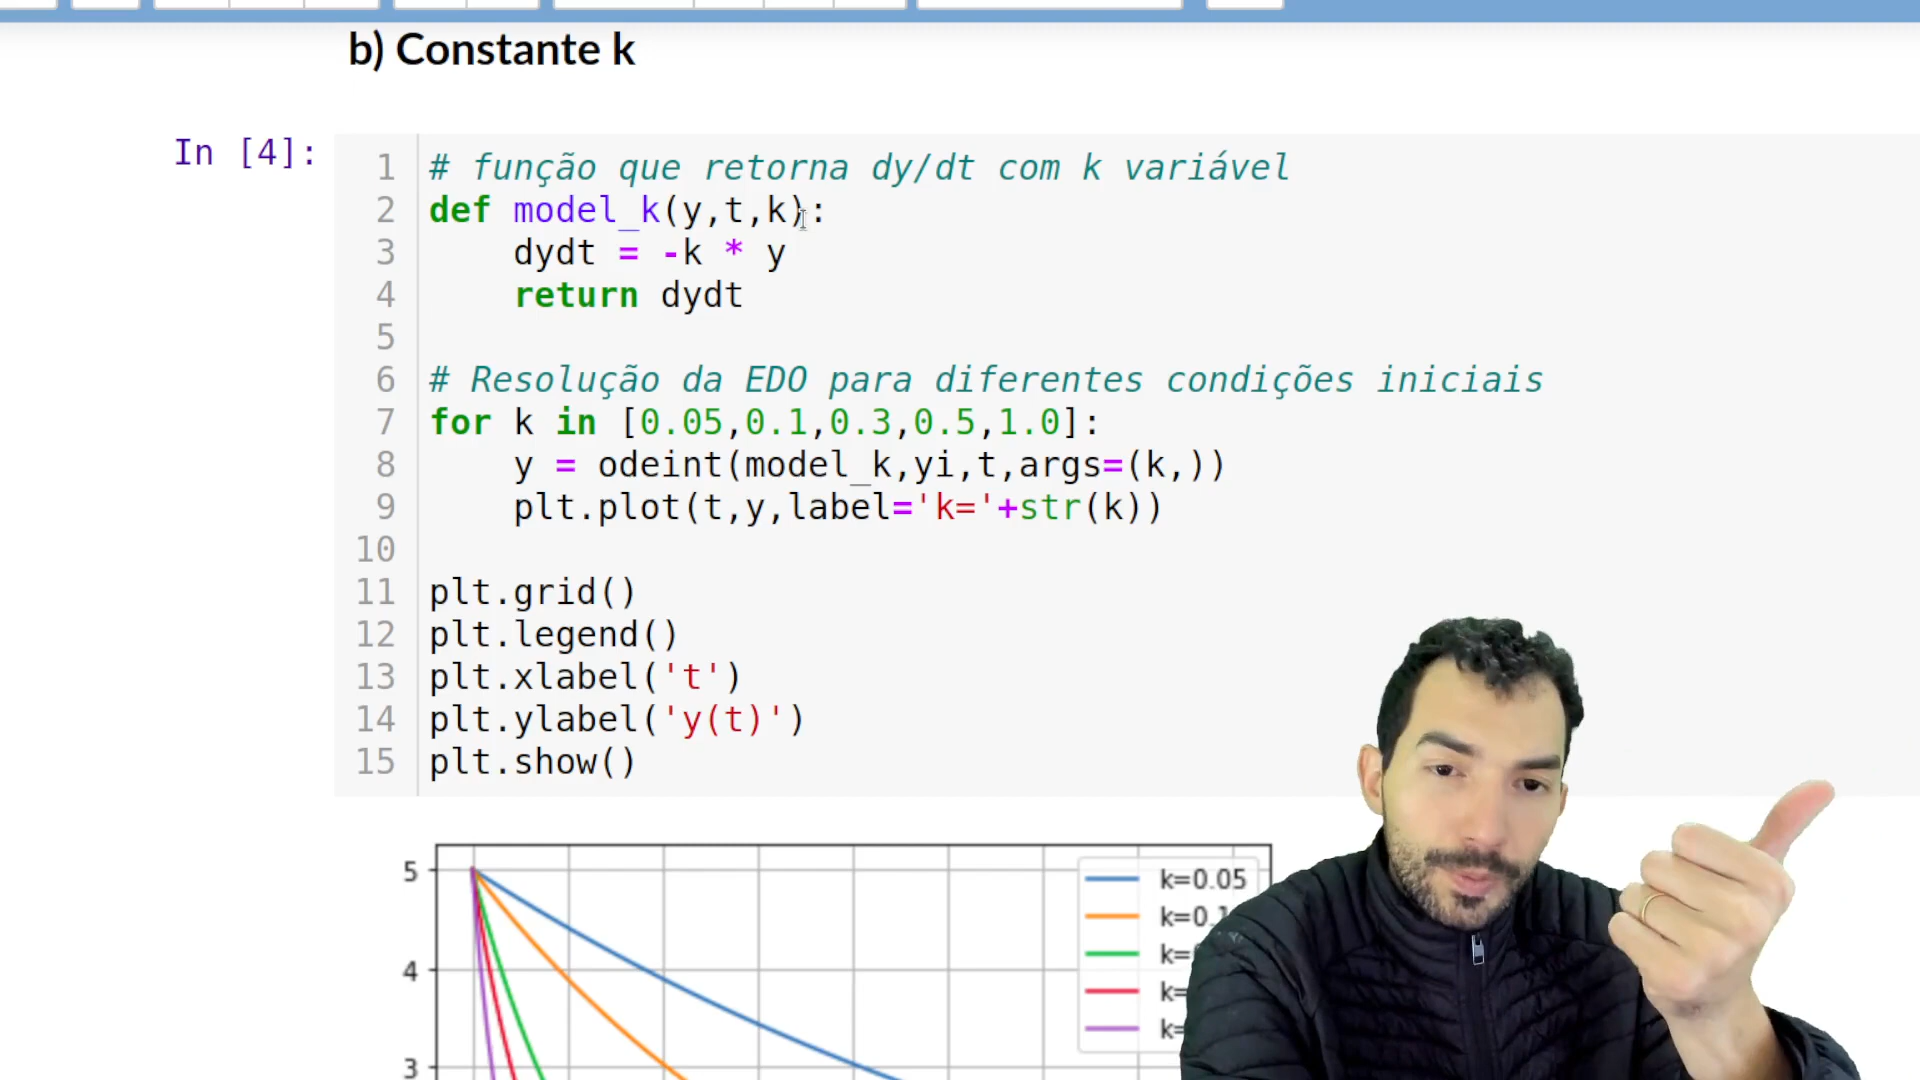 b) Constante k
In [4]:
1 # função que retorna dy/dt com k variável
2 def model_k(y,t,k):
3     dydt = -k * y
4     return dydt
5
6 # Resolução da EDO para diferentes condições iniciais
7 for k in [0.05,0.1,0.3,0.5,1.0]:
8     y = odeint(model_k,yi,t,args=(k,))
9     plt.plot(t,y,label='k='+str(k))
10
11 plt.grid()
12 plt.legend()
13 plt.xlabel('t')
14 plt.ylabel('y(t)')
15 plt.show()
5
4
3
k=0.05
k=0.1
k=
k=
k=